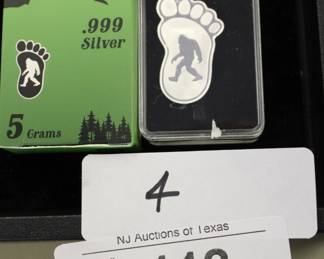 .999
Silver
5 Grams
4
NJ Auctions of Texas